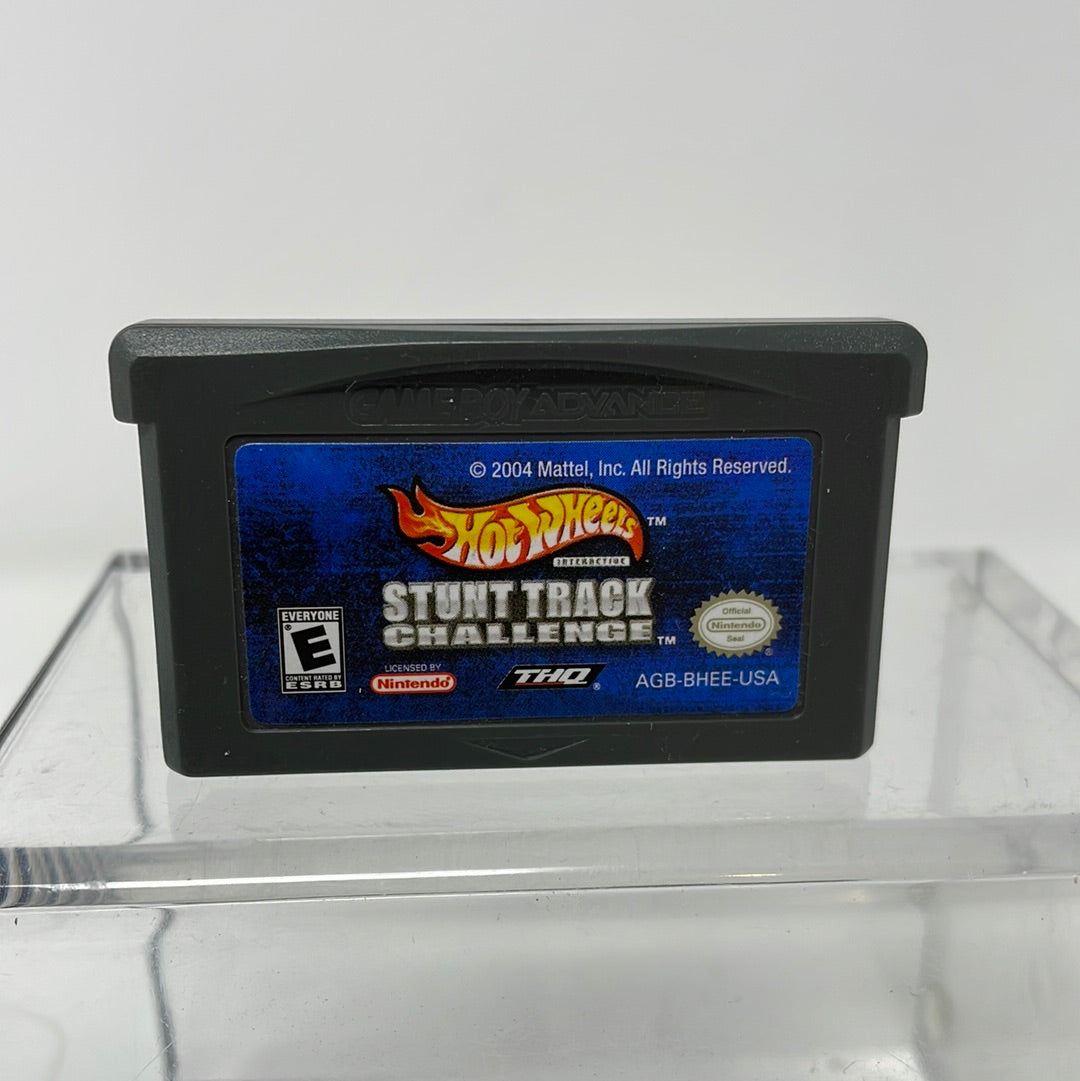 GAME BOY ADVANCE
© 2004 Mattel, Inc. All Rights Reserved.
HOT WHEELS™
INTERACTIVE
STUNT TRACK
CHALLENGE™
EVERYONE
E
CONTENT RATED BY
ESRB
LICENSED BY
Nintendo®
THQ®
Official
Nintendo
Seal
®
AGB-BHEE-USA